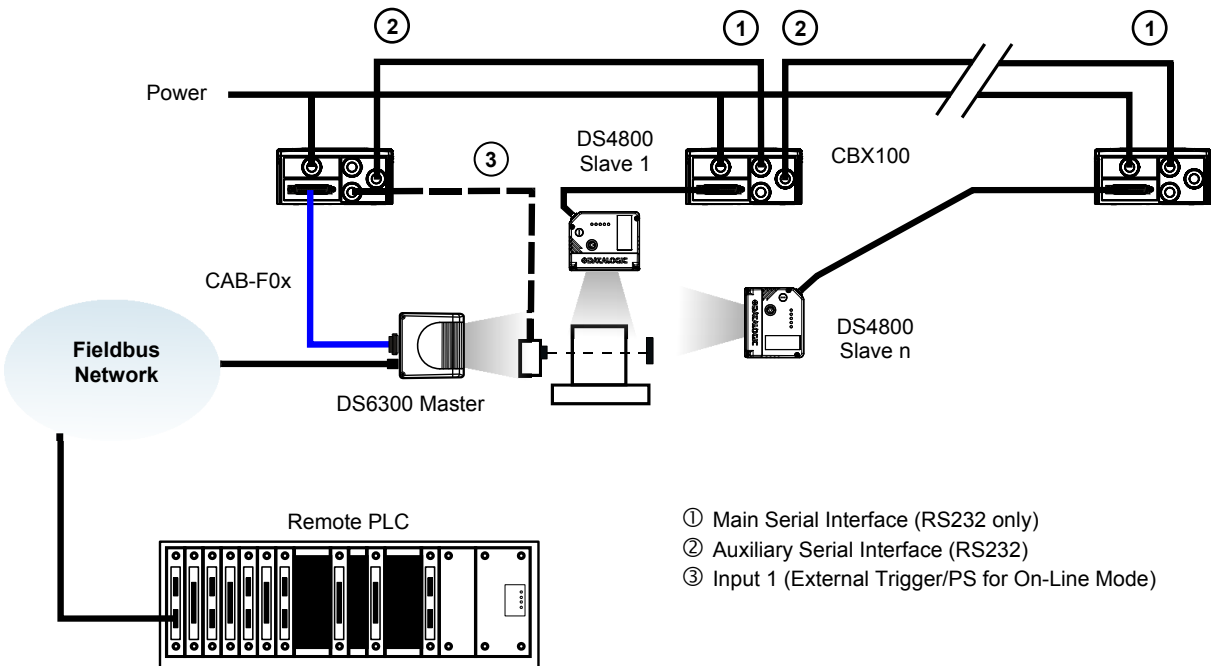 ② ① ② ①
Power
DS4800
Slave 1
CBX100
③
©DATALOGIC
CAB-F0x
DS4800
Slave n
©DATALOGIC
Fieldbus
Network
DS6300 Master
Remote PLC
① Main Serial Interface (RS232 only)
② Auxiliary Serial Interface (RS232)
③ Input 1 (External Trigger/PS for On-Line Mode)